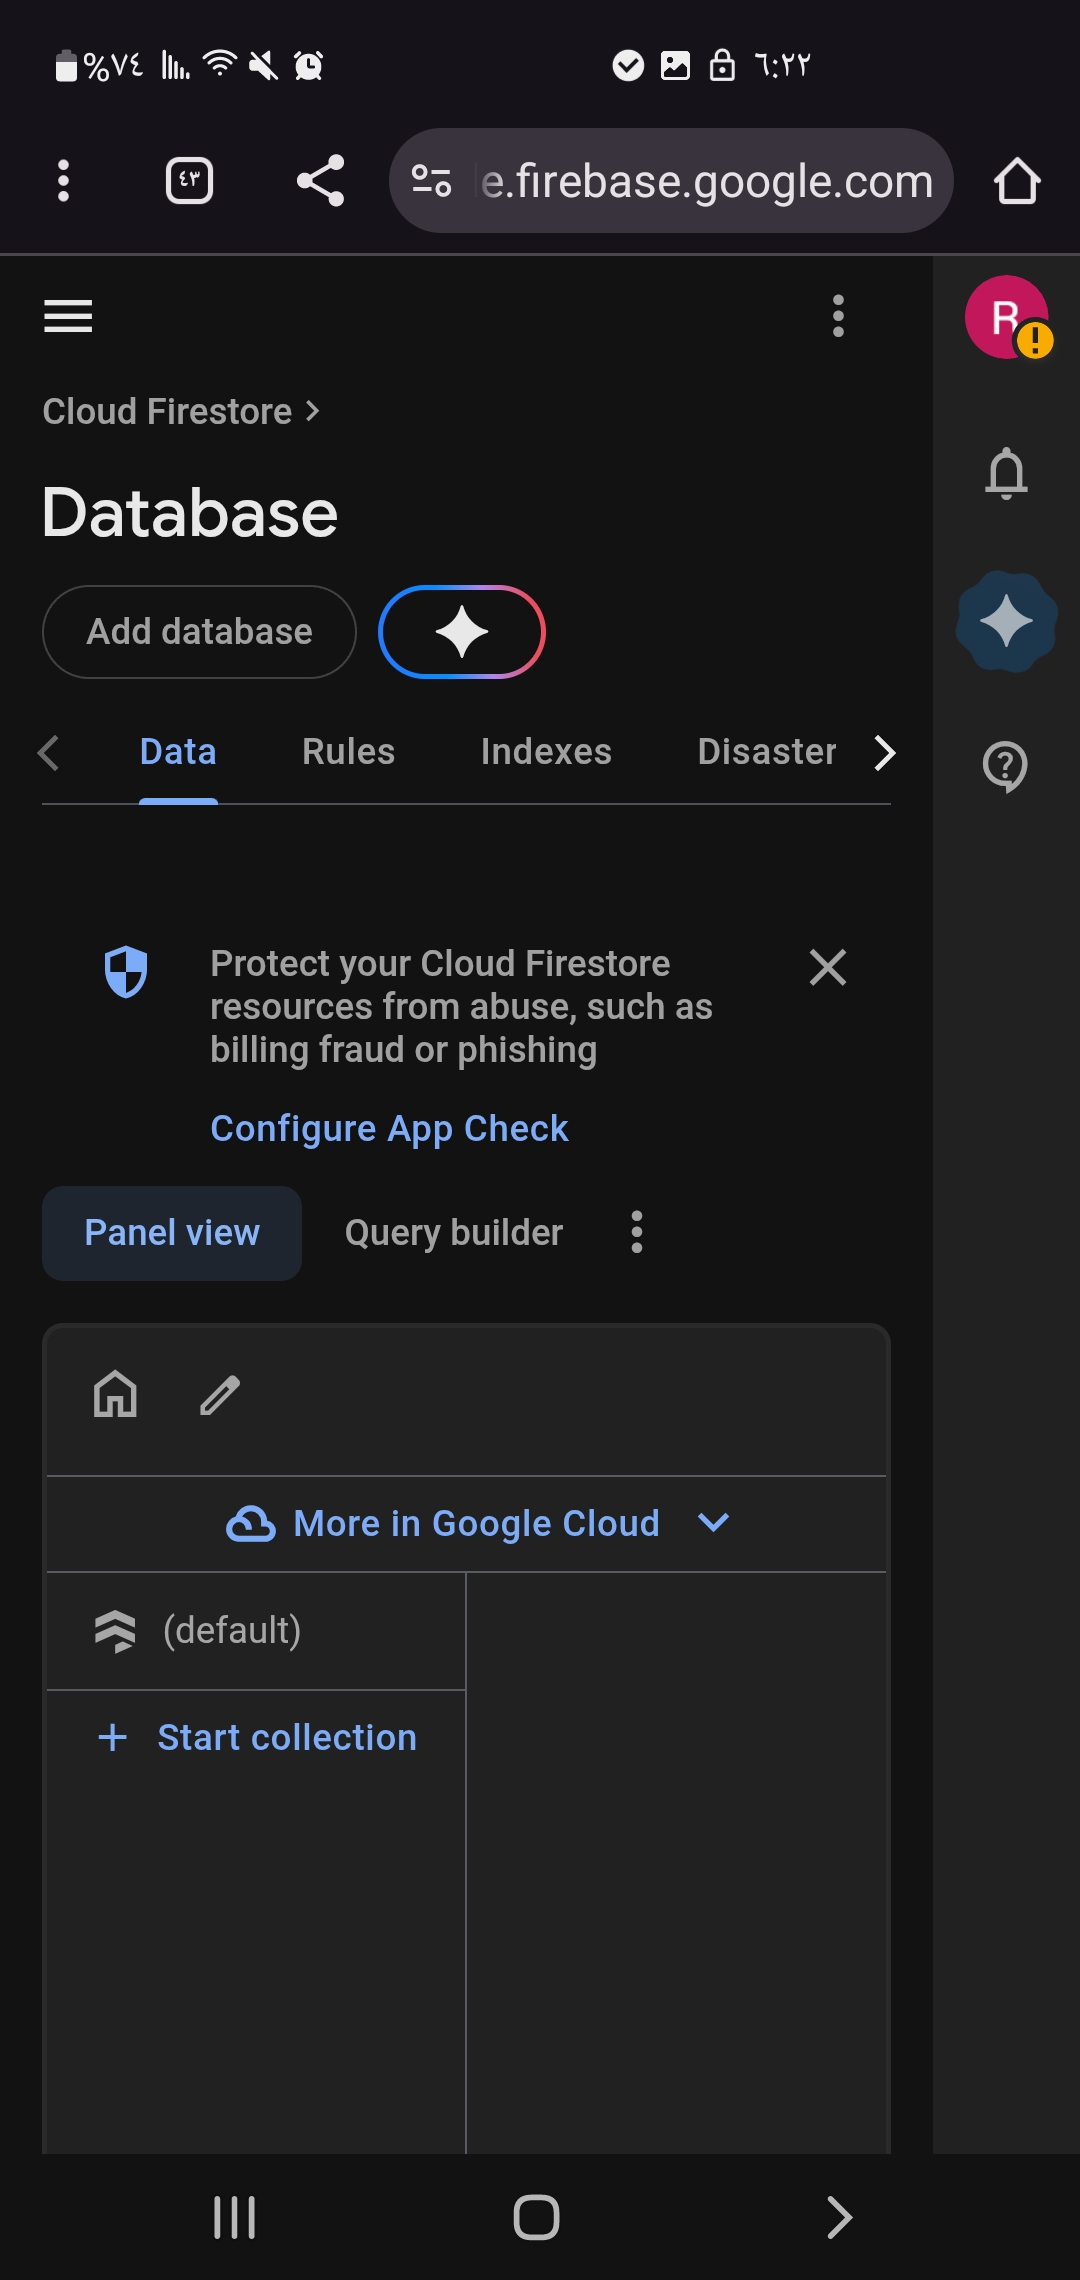 %٧٤
٦:٢٢
٤٣
e.firebase.google.com
R
Cloud Firestore
Database
Add database
Data Rules Indexes Disaster
Protect your Cloud Firestore
resources from abuse, such as
billing fraud or phishing
Configure App Check
Panel view Query builder
More in Google Cloud
(default)
+ Start collection